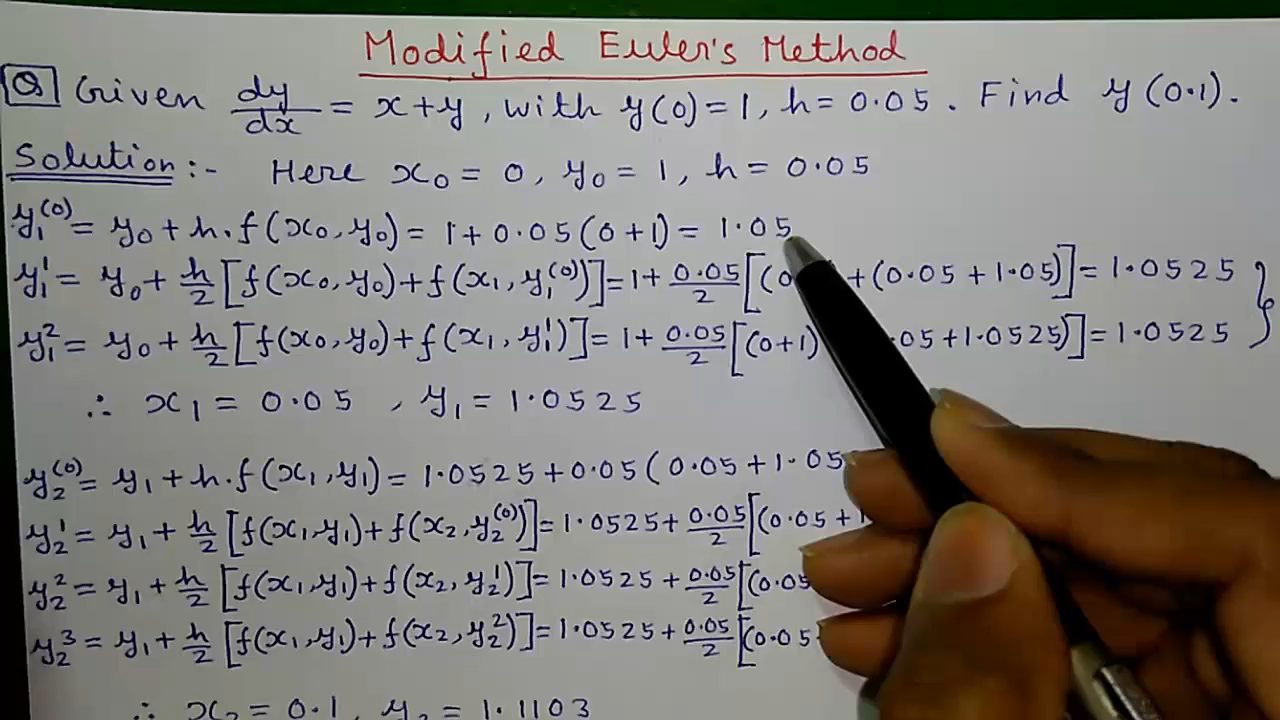 Modified Euler's Method
Q Given dy/dx = x+y, with y(0)=1, h=0.05. Find y(0.1).
Solution:- Here x₀=0, y₀=1, h=0.05
y₁⁽⁰⁾= y₀+h.f(x₀,y₀)= 1+0.05(0+1)= 1.05
y₁¹= y₀+h/2[f(x₀,y₀)+f(x₁,y₁⁽⁰⁾)]=1+0.05/2[(0 +(0.05+1.05)]=1.0525
y₁²= y₀+h/2[f(x₀,y₀)+f(x₁,y₁¹)]=1+0.05/2[(0+1) .05+1.0525)]=1.0525
∴ x₁=0.05, y₁=1.0525
y₂⁽⁰⁾= y₁+h.f(x₁,y₁)= 1.0525+0.05(0.05+1.05
y₂¹= y₁+h/2[f(x₁,y₁)+f(x₂,y₂⁽⁰⁾)]=1.0525+0.05/2[(0.05+1
y₂²= y₁+h/2[f(x₁,y₁)+f(x₂,y₂¹)]=1.0525+0.05/2[(0.05
y₂³= y₁+h/2[f(x₁,y₁)+f(x₂,y₂²)]=1.0525+0.05/2[(0.05
∴ x₂=0.1, y₂=1.1103